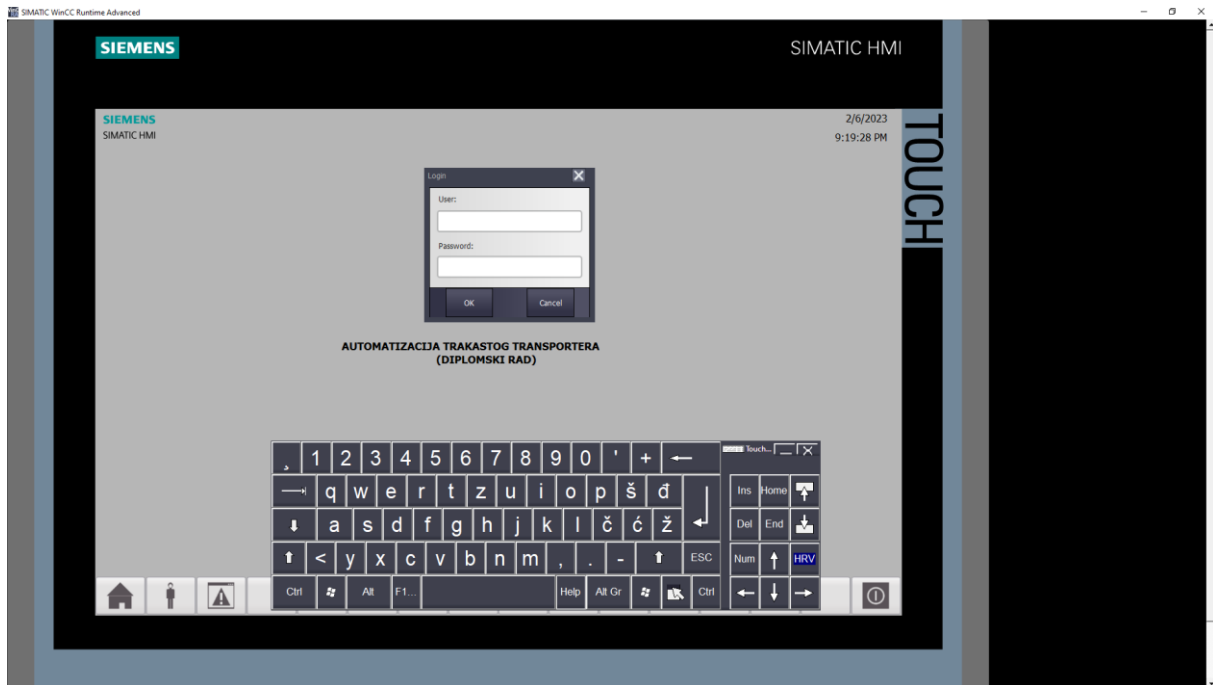 SIMATIC WinCC Runtime Advanced
SIEMENS
SIMATIC HMI
SIEMENS
SIMATIC HMI
2/6/2023
9:19:28 PM
TOUCH
Login
User:
Password:
OK Cancel
AUTOMATIZACIJA TRAKASTOG TRANSPORTERA
(DIPLOMSKI RAD)
Touch...
¸ 1 2 3 4 5 6 7 8 9 0 ' +
q w e r t z u i o p š đ Ins Home
a s d f g h j k l č ć ž Del End
< y x c v b n m , . - ESC Num HRV
Ctrl Alt F1... Help Alt Gr Ctrl